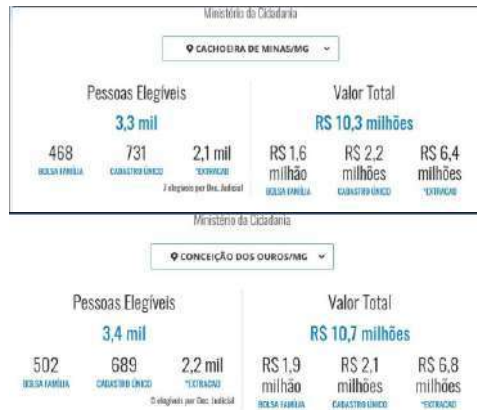 Ministério da Cidadania
CACHOEIRA DE MINAS/MG
Pessoas Elegíveis
Valor Total
3,3 mil
R$ 10,3 milhões
468
731
2,1 mil
R$ 1,6 milhão
R$ 2,2 milhões
R$ 6,4 milhões
BOLSA FAMÍLIA
CADASTRO ÚNICO
*EXTRACAD
BOLSA FAMÍLIA
CADASTRO ÚNICO
*EXTRACAD
7 elegíveis por Dec. Judicial
Ministério da Cidadania
CONCEIÇÃO DOS OUROS/MG
Pessoas Elegíveis
Valor Total
3,4 mil
R$ 10,7 milhões
502
689
2,2 mil
R$ 1,9 milhão
R$ 2,1 milhões
R$ 6,8 milhões
BOLSA FAMÍLIA
CADASTRO ÚNICO
*EXTRACAD
BOLSA FAMÍLIA
CADASTRO ÚNICO
*EXTRACAD
elegíveis por Dec. Judicial